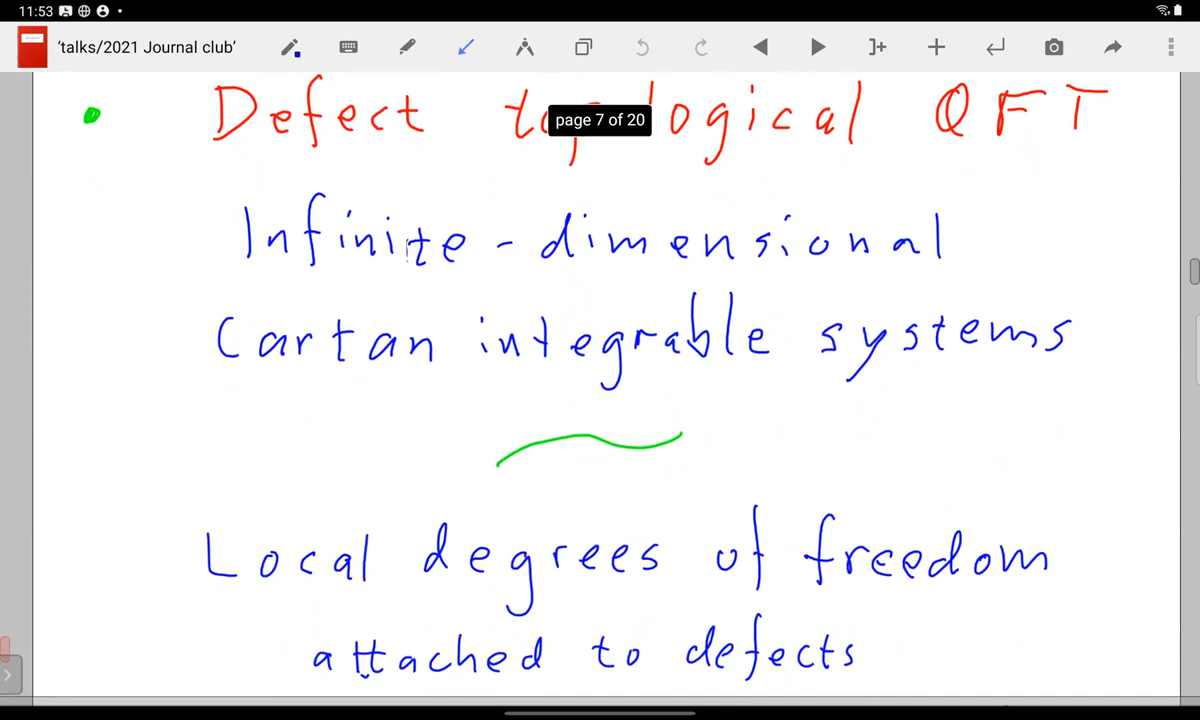 11:53
'talks/2021 Journal club'
Defect topological QFT
page 7 of 20
Infinite - dimensional
Cartan integrable systems
Local degrees of freedom
attached to defects